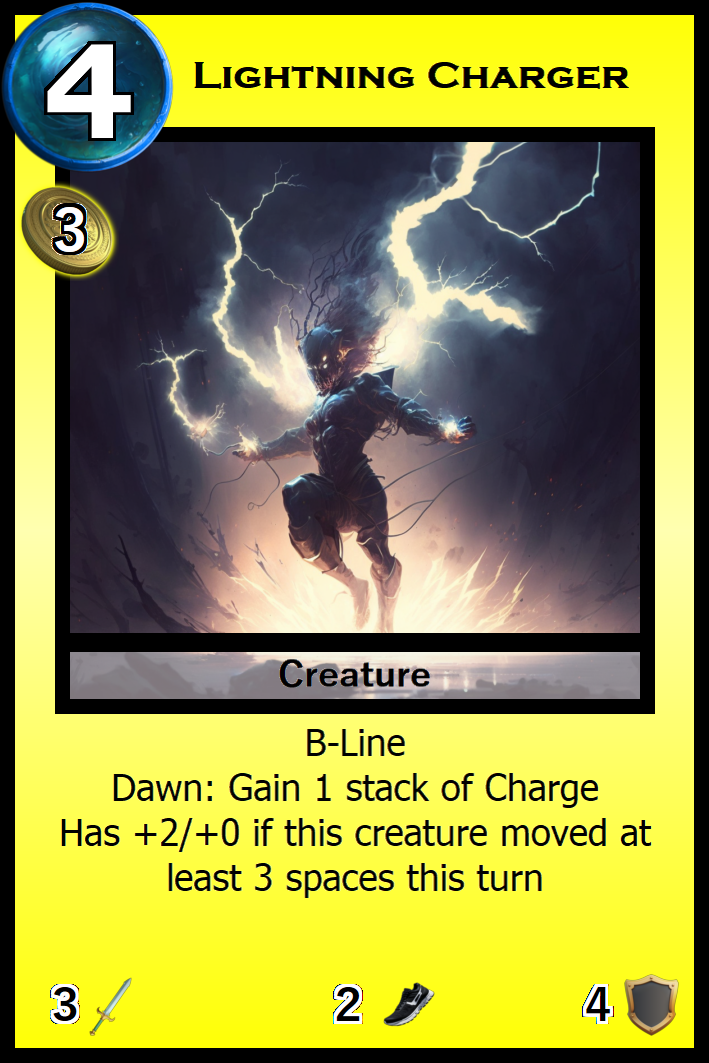 4
Lightning Charger
3
Creature
B-Line
Dawn: Gain 1 stack of Charge
Has +2/+0 if this creature moved at
least 3 spaces this turn
3
2
4